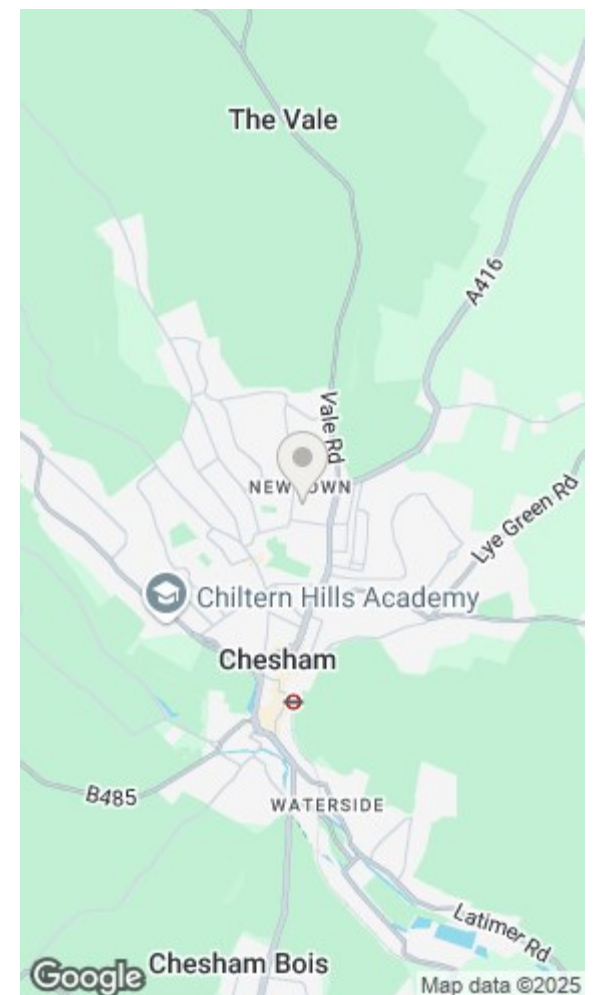 The Vale
A416
Vale Rd
NEWTOWN
Lye Green Rd
Chiltern Hills Academy
Chesham
B485
WATERSIDE
Latimer Rd
Chesham Bois
Google
Map data ©2025